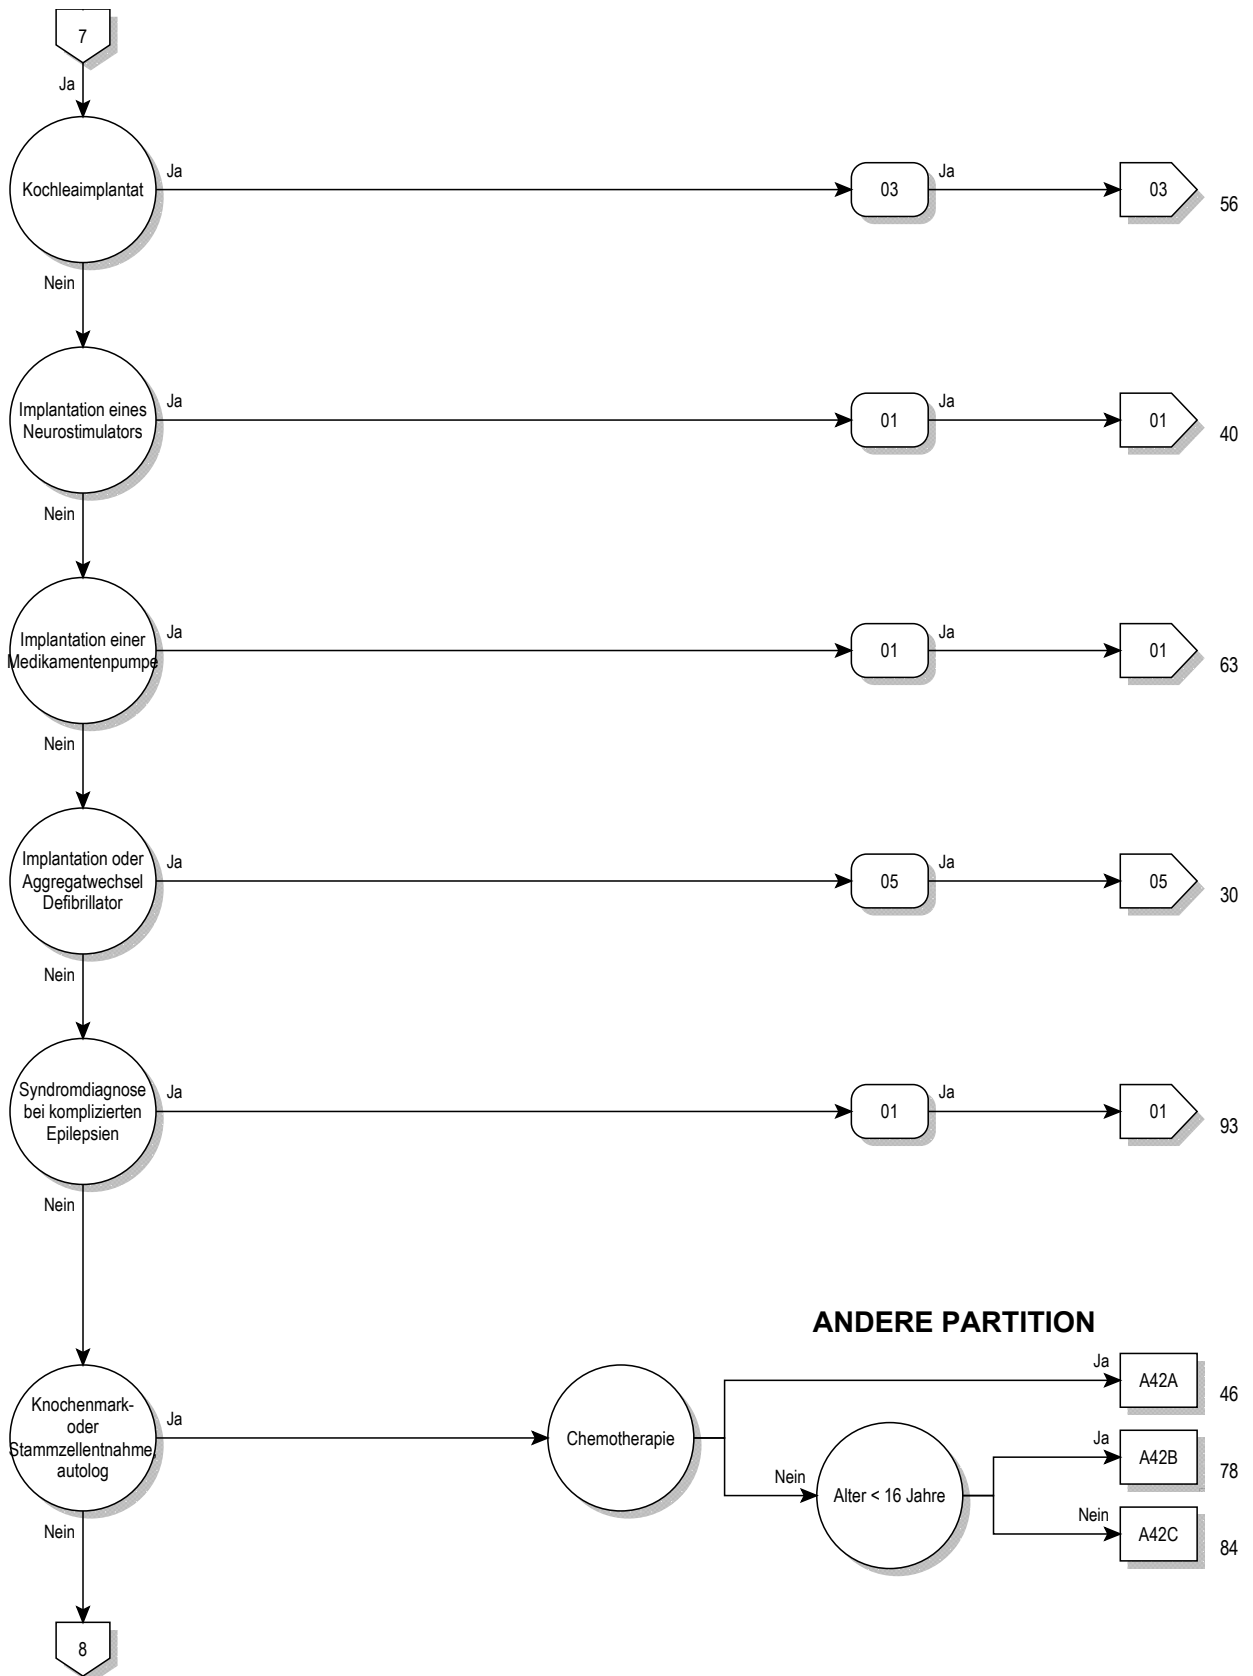 7
Ja
Kochleaimplantat
Ja
03
Ja
03
56
Nein
Implantation eines
Neurostimulators
Ja
01
Ja
01
40
Nein
Implantation einer
Medikamentenpumpe
Ja
01
Ja
01
63
Nein
Implantation oder
Aggregatwechsel
Defibrillator
Ja
05
Ja
05
30
Nein
Syndromdiagnose
bei komplizierten
Epilepsien
Ja
01
Ja
01
93
Nein
ANDERE PARTITION
Knochenmark-
oder
Stammzellentnahme,
autolog
Ja
Chemotherapie
Ja
A42A
46
Nein
Alter < 16 Jahre
Ja
A42B
78
Nein
A42C
84
Nein
8